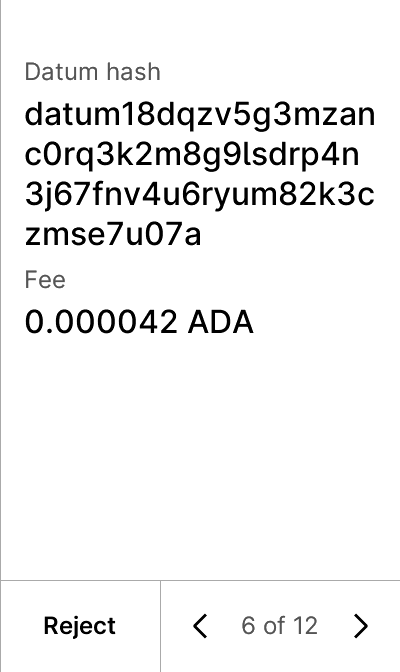 Datum hash
datum18dqzv5g3mzan
c0rq3k2m8g9lsdrp4n
3j67fnv4u6ryum82k3c
zmse7u07a
Fee
0.000042 ADA
Reject
6 of 12